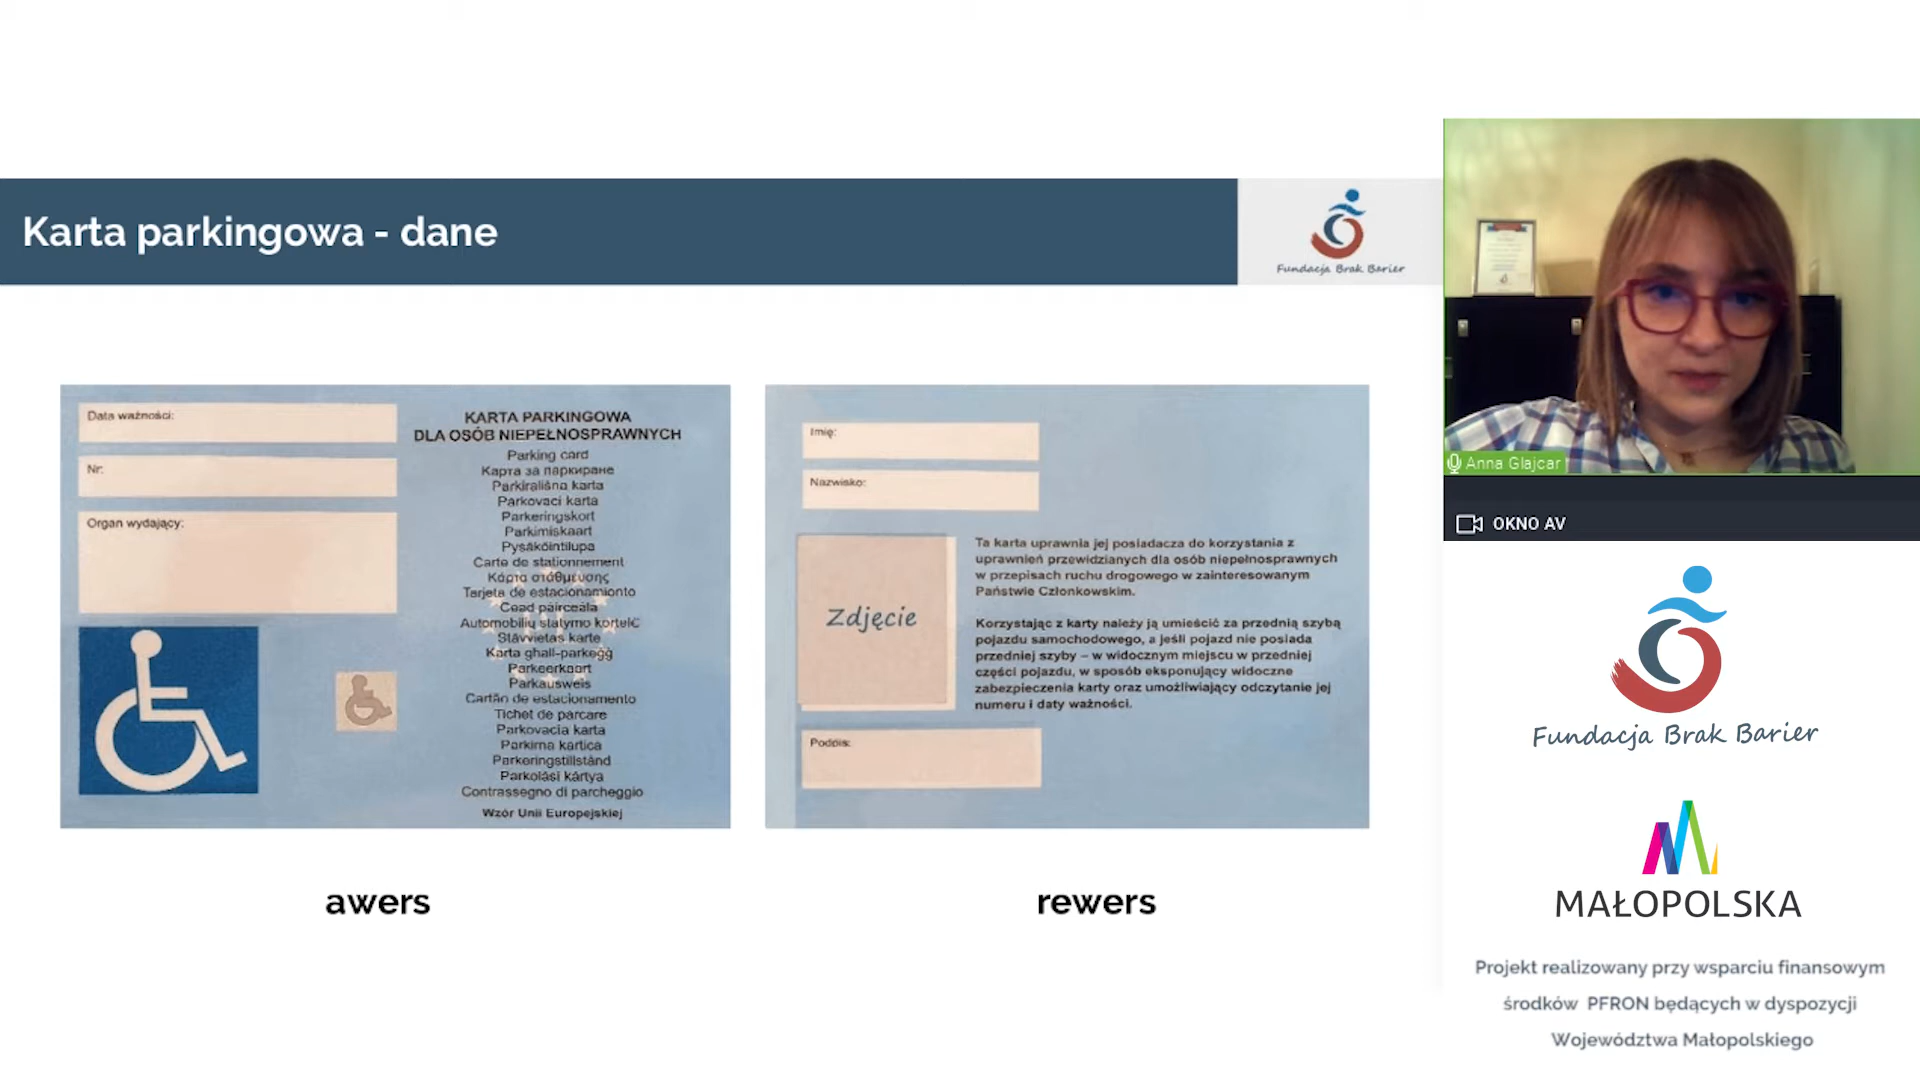 Karta parkingowa - dane
Fundacja Brak Barier
Data ważności:
Nr:
Organ wydający:
KARTA PARKINGOWA
DLA OSÓB NIEPEŁNOSPRAWNYCH
Parking card
Карта за паркиране
Parkirališna karta
Parkovací karta
Parkeringskort
Parkimiskaart
Pysäköintilupa
Carte de stationnement
Κάρτα στάθμευσης
Tarjeta de estacionamiento
Cead páirceála
Automobilių statymo
Stāvvietas karte
Karta għall-parkeġġ
Parkeerkaart
Parkausweis
Cartão de estacionamento
Tichet de parcare
Parkovacia karta
Parkirna kartica
Parkeringstillstånd
Parkolási kártya
Contrassegno di parcheggio
Wzór Unii Europejskiej
awers
Imię:
Nazwisko:
Zdjęcie
Ta karta uprawnia jej posiadacza do korzystania z
uprawnień przewidzianych dla osób niepełnosprawnych
w przepisach ruchu drogowego w zainteresowanym
Państwie Członkowskim.
Korzystając z karty należy ją umieścić za przednią szybą
pojazdu samochodowego, a jeśli pojazd nie posiada
przedniej szyby – w widocznym miejscu w przedniej
części pojazdu, w sposób eksponujący widoczne
zabezpieczenia karty oraz umożliwiający odczytanie jej
numeru i daty ważności.
Podpis:
rewers
Anna Glajcar
OKNO AV
Fundacja Brak Barier
MAŁOPOLSKA
Projekt realizowany przy wsparciu finansowym
środków PFRON będących w dyspozycji
Województwa Małopolskiego